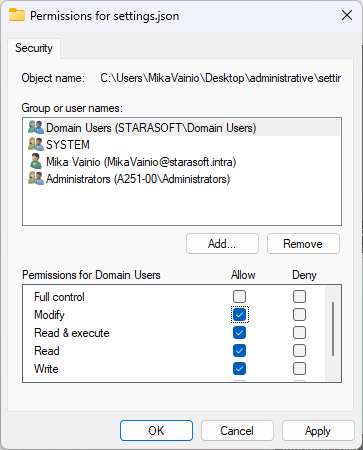 Permissions for settings.json
Security
Object name: C:\Users\MikaVainio\Desktop\administrative\settir
Group or user names:
Domain Users (STARASOFT\Domain Users)
SYSTEM
Mika Vainio (MikaVainio@starasoft.intra)
Administrators (A251-00\Administrators)
Add... Remove
Permissions for Domain Users Allow Deny
Full control
Modify
Read & execute
Read
Write
OK Cancel Apply